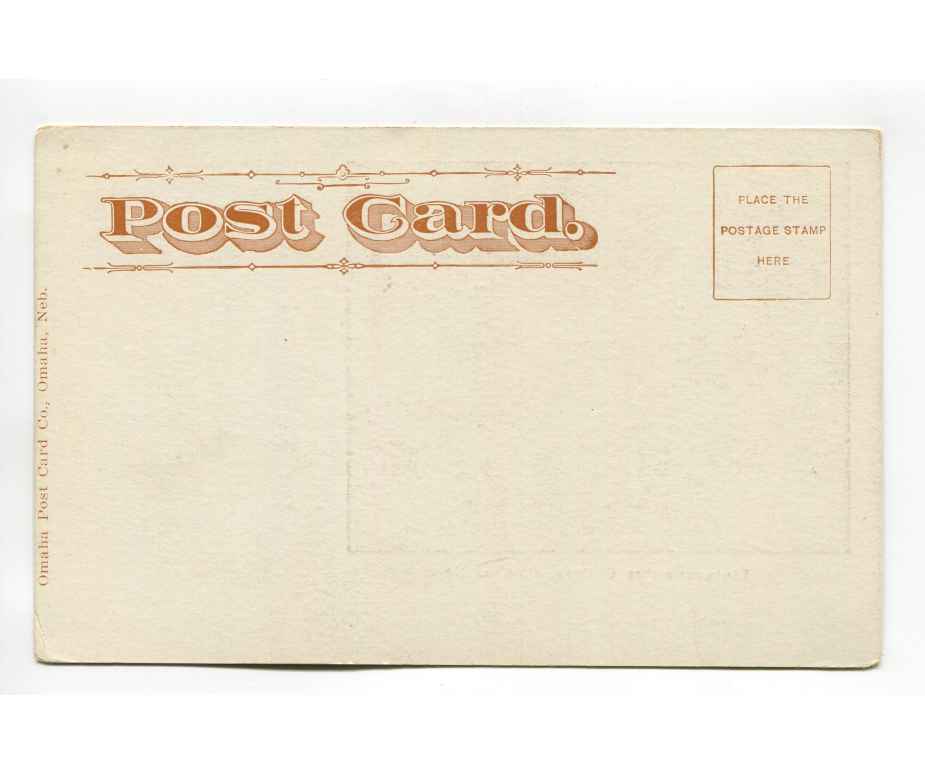 Post Card.
PLACE THE
POSTAGE STAMP
HERE
Omaha Post Card Co., Omaha, Neb.